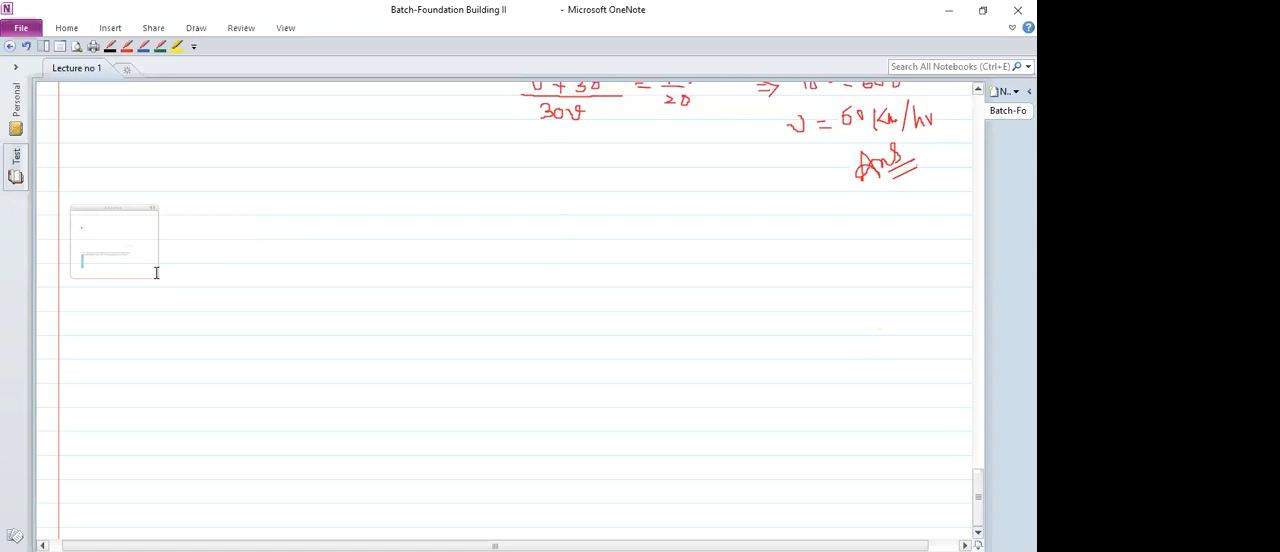 Batch-Foundation Building II - Microsoft OneNote
File Home Insert Share Draw Review View
Lecture no 1
Search All Notebooks (Ctrl+E)
Personal
Test
N..
Batch-Fo
30v
= 
20
⇒
v = 60 Km/hr
Ans